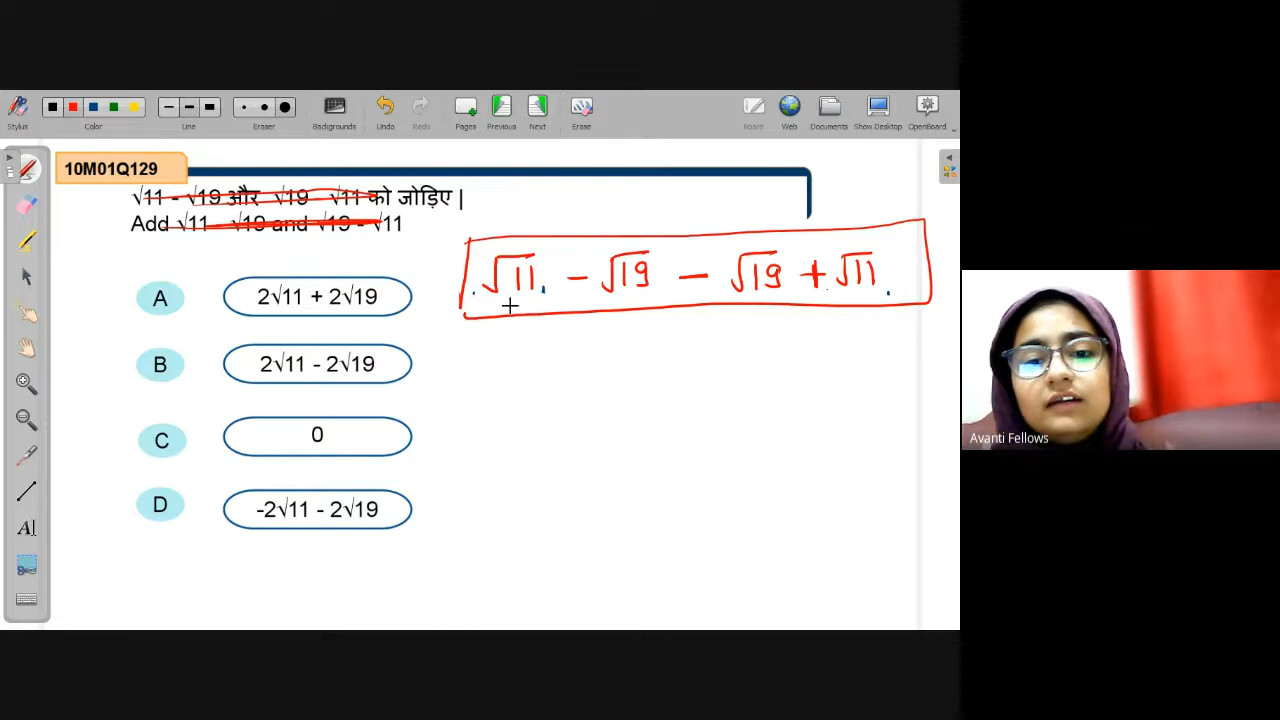 Stylus
Color
Line
Eraser
Backgrounds
Undo
Redo
Pages
Previous
Next
Erase
Board
Web
Documents
Show Desktop
OpenBoard
10M01Q129
√11 - √19 और √19 - √11 को जोड़िए |
Add √11 - √19 and √19 - √11
√11 - √19 - √19 + √11
A 2√11 + 2√19
B 2√11 - 2√19
C 0
D -2√11 - 2√19
Avanti Fellows